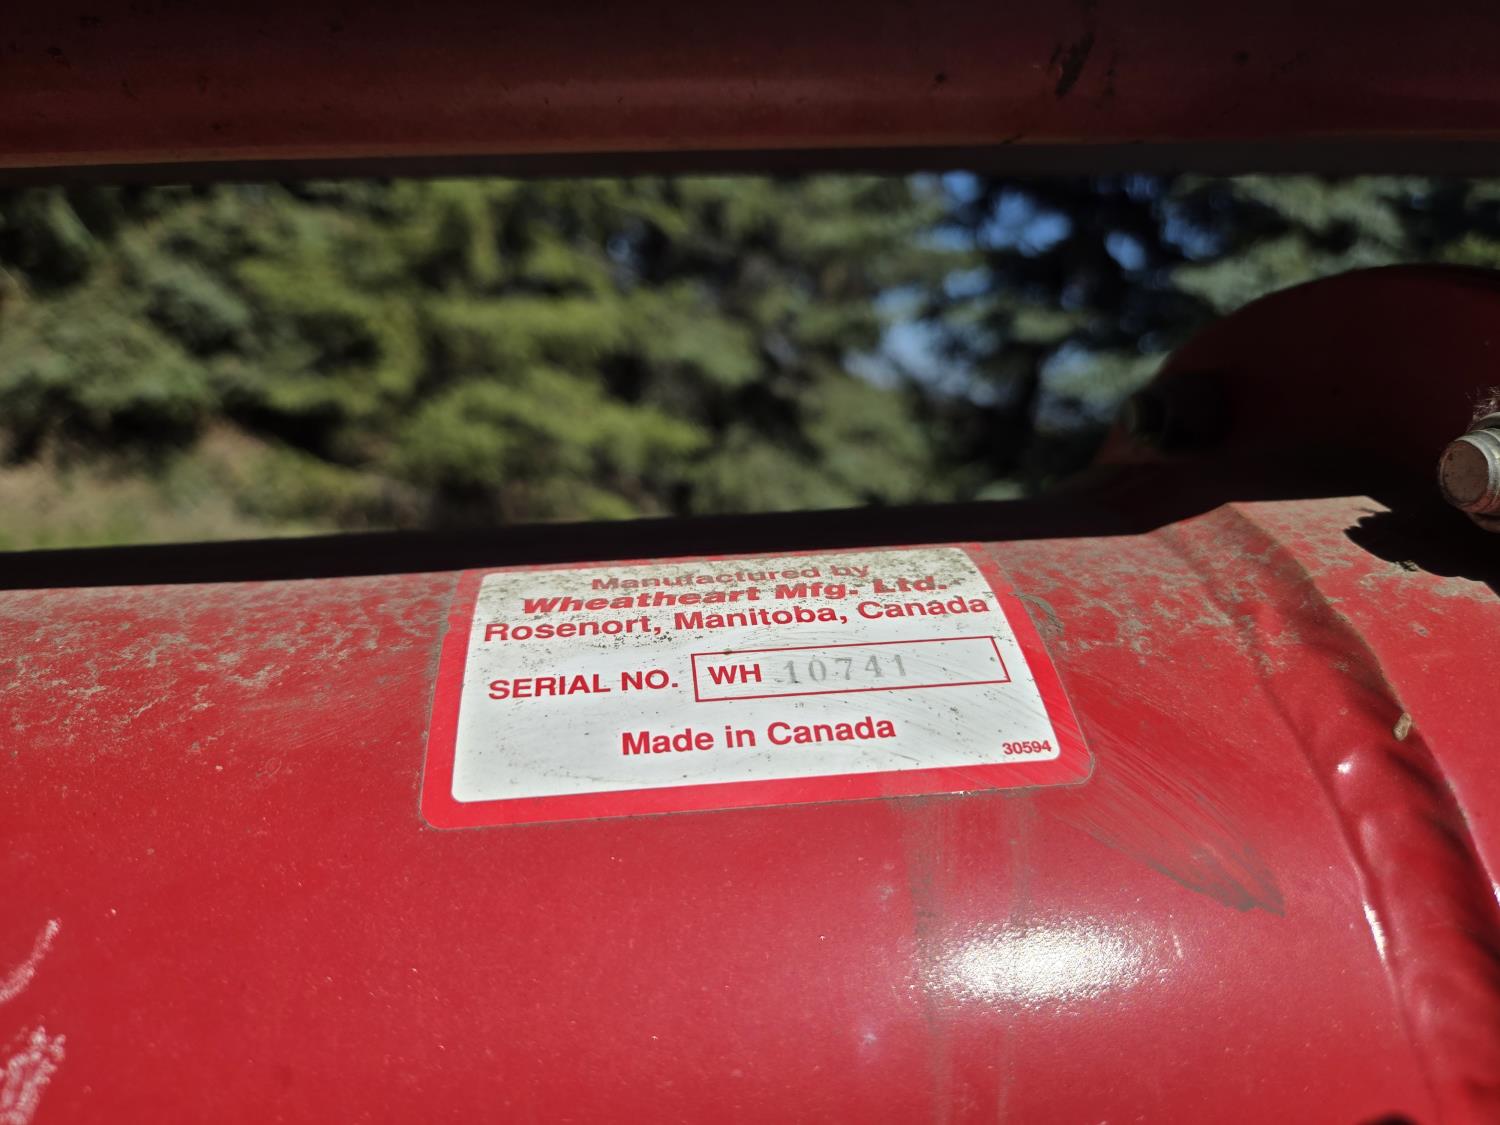 Manufactured by
Wheatheart Mfg. Ltd.
Rosenort, Manitoba, Canada
SERIAL NO. WH 10741
Made in Canada
30594